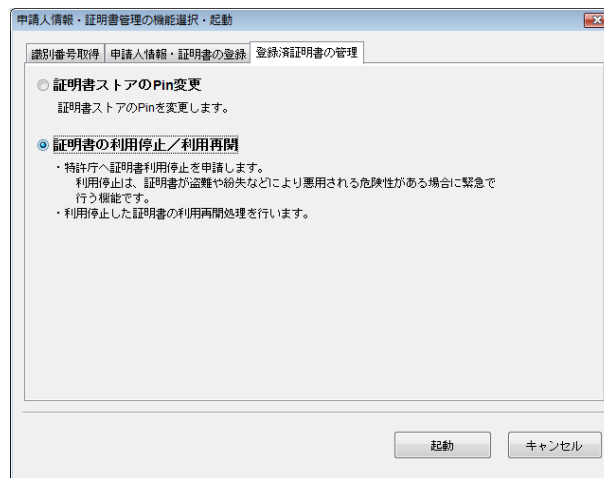 申請人情報・証明書管理の機能選択・起動
識別番号取得 申請人情報・証明書の登録 登録済証明書の管理
証明書ストアのPin変更
証明書ストアのPinを変更します。
証明書の利用停止／利用再開
・特許庁へ証明書利用停止を申請します。
利用停止は、証明書が盗難や紛失などにより悪用される危険性がある場合に緊急で
行う機能です。
・利用停止した証明書の利用再開処理を行います。
起動 キャンセル